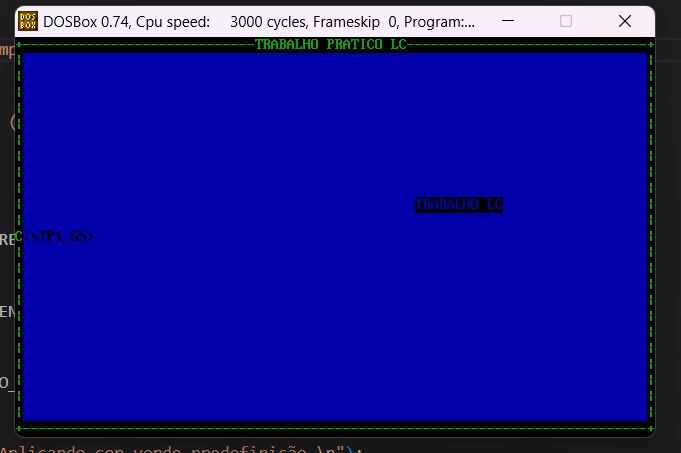 DOSBox 0.74, Cpu speed: 3000 cycles, Frameskip 0, Program:...
TRABALHO PRATICO LC
TRABALHO LC
C:\TP1_G5>
mp
(
RE
EN
O_
Aplicando cor verde predefinição.\n");